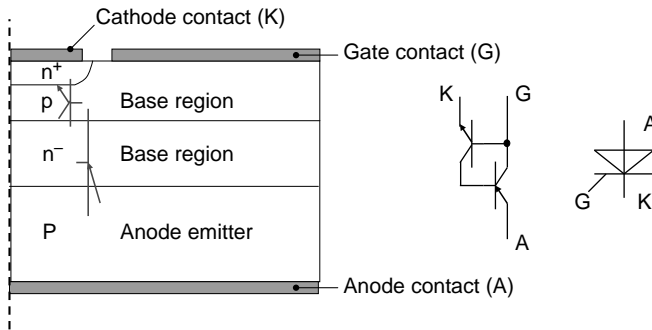 Cathode contact (K)
Gate contact (G)
n+
p Base region
n– Base region
P Anode emitter
Anode contact (A)
K G
A
A
G K